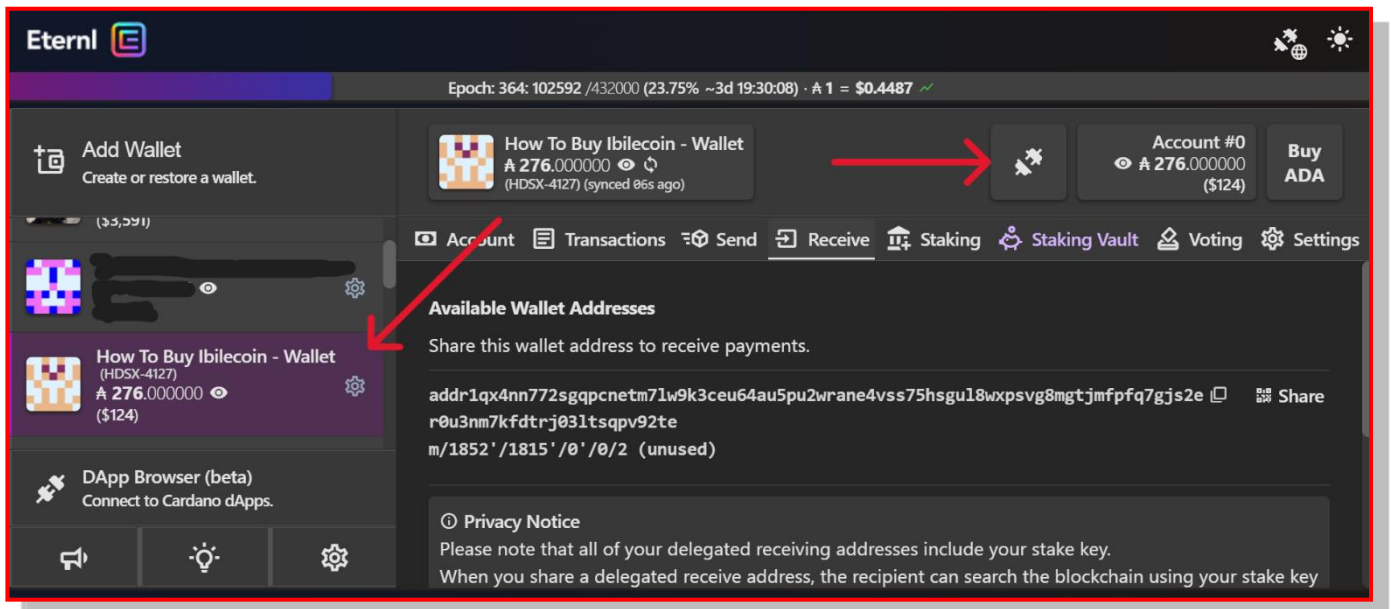 Eternl
Epoch: 364: 102592 /432000 (23.75% ~3d 19:30:08) · ₳ 1 = $0.4487
Add Wallet
Create or restore a wallet.
($3,591)
How To Buy Ibilecoin - Wallet
(HDSX-4127)
₳ 276.000000
($124)
DApp Browser (beta)
Connect to Cardano dApps.
How To Buy Ibilecoin - Wallet
₳ 276.000000
(HDSX-4127) (synced 06s ago)
Account #0
₳ 276.000000
($124)
Buy
ADA
Account Transactions Send Receive Staking Staking Vault Voting Settings
Available Wallet Addresses
Share this wallet address to receive payments.
addr1qx4nn772sgqpcnetm7lw9k3ceu64au5pu2wrane4vss75hsgul8wxpsvg8mgtjmfpfq7gjs2e Share
r0u3nm7kfdtrj03ltsqpv92te
m/1852'/1815'/0'/0/2 (unused)
Privacy Notice
Please note that all of your delegated receiving addresses include your stake key.
When you share a delegated receive address, the recipient can search the blockchain using your stake key